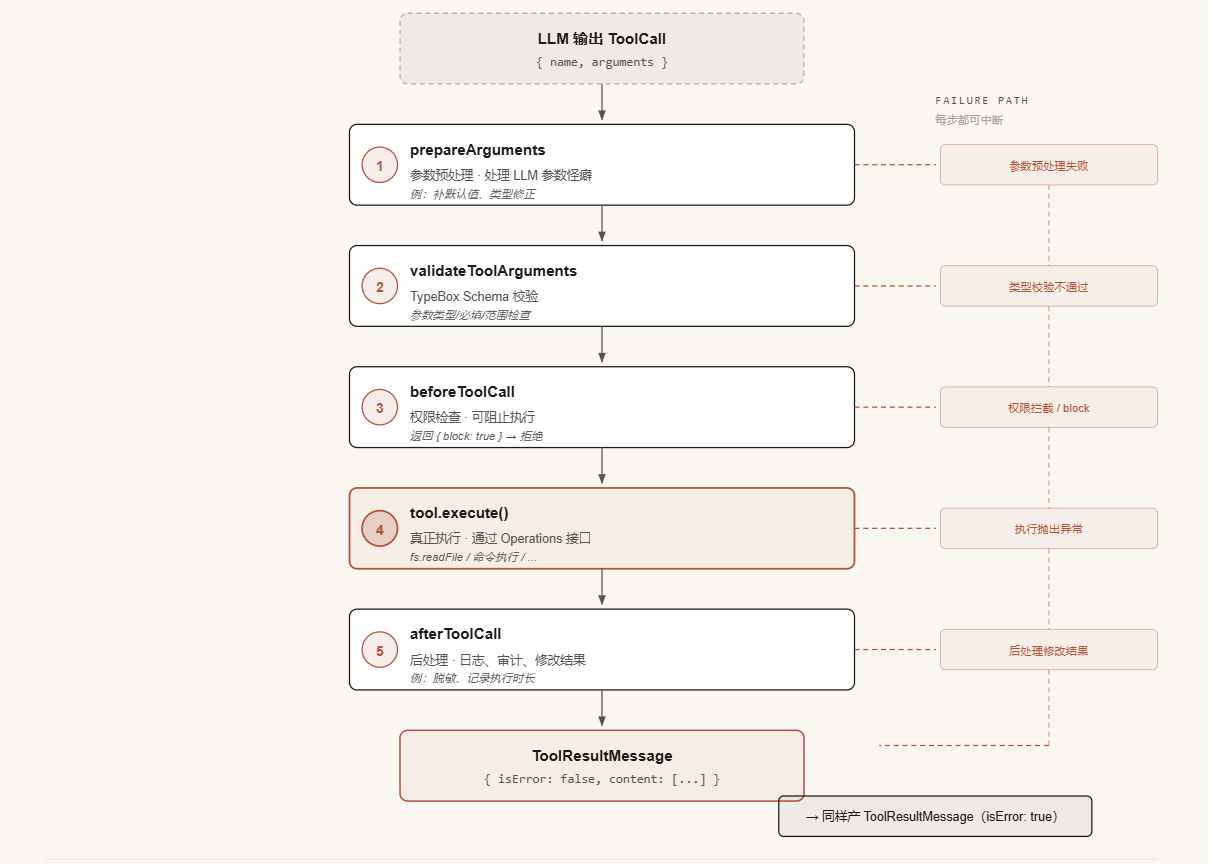 LLM 输出 ToolCall
{ name, arguments }
FAILURE PATH
每步都可中断
1
prepareArguments
参数预处理 · 处理 LLM 参数怪癖
例：补默认值、类型修正
参数预处理失败
2
validateToolArguments
TypeBox Schema 校验
参数类型/必填/范围检查
类型校验不通过
3
beforeToolCall
权限检查 · 可阻止执行
返回 { block: true } → 拒绝
权限拦截 / block
4
tool.execute()
真正执行 · 通过 Operations 接口
fs.readFile / 命令执行 / ...
执行抛出异常
5
afterToolCall
后处理 · 日志、审计、修改结果
例：脱敏、记录执行时长
后处理修改结果
ToolResultMessage
{ isError: false, content: [...] }
→ 同样产 ToolResultMessage（isError: true）